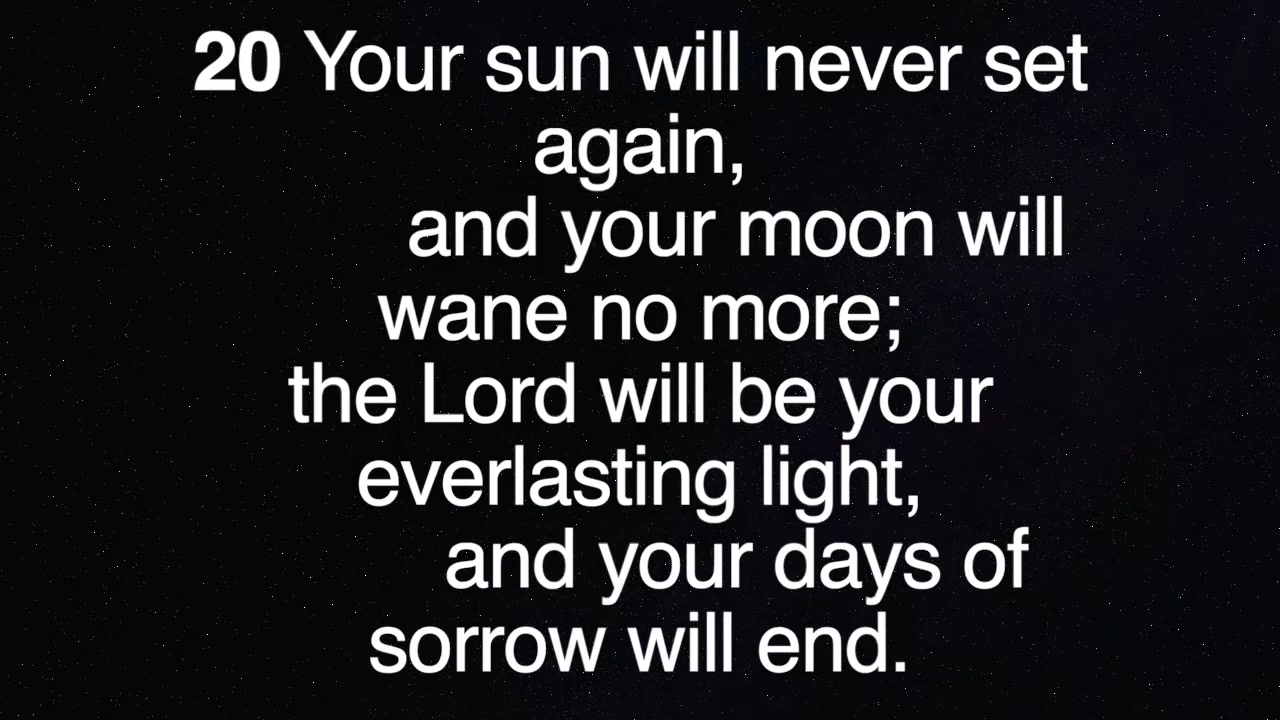 20 Your sun will never set
again,
and your moon will
wane no more;
the Lord will be your
everlasting light,
and your days of
sorrow will end.